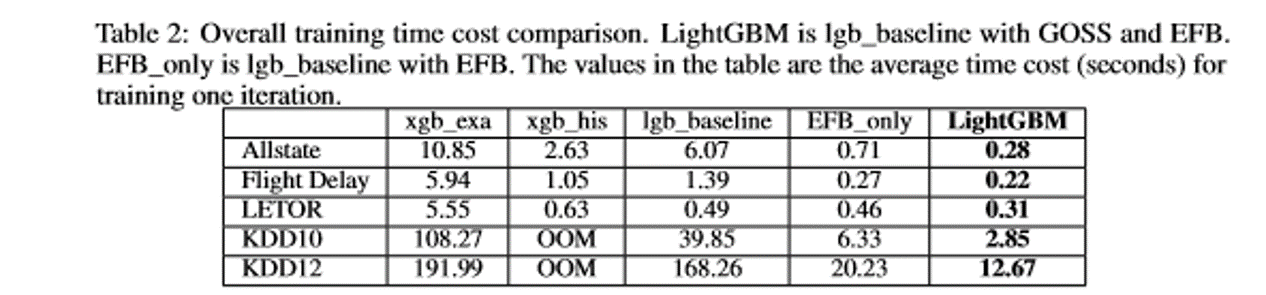 Table 2: Overall training time cost comparison. LightGBM is lgb_baseline with GOSS and EFB.
EFB_only is lgb_baseline with EFB. The values in the table are the average time cost (seconds) for
training one iteration.
xgb_exa xgb_his lgb_baseline EFB_only LightGBM
Allstate 10.85 2.63 6.07 0.71 0.28
Flight Delay 5.94 1.05 1.39 0.27 0.22
LETOR 5.55 0.63 0.49 0.46 0.31
KDD10 108.27 OOM 39.85 6.33 2.85
KDD12 191.99 OOM 168.26 20.23 12.67